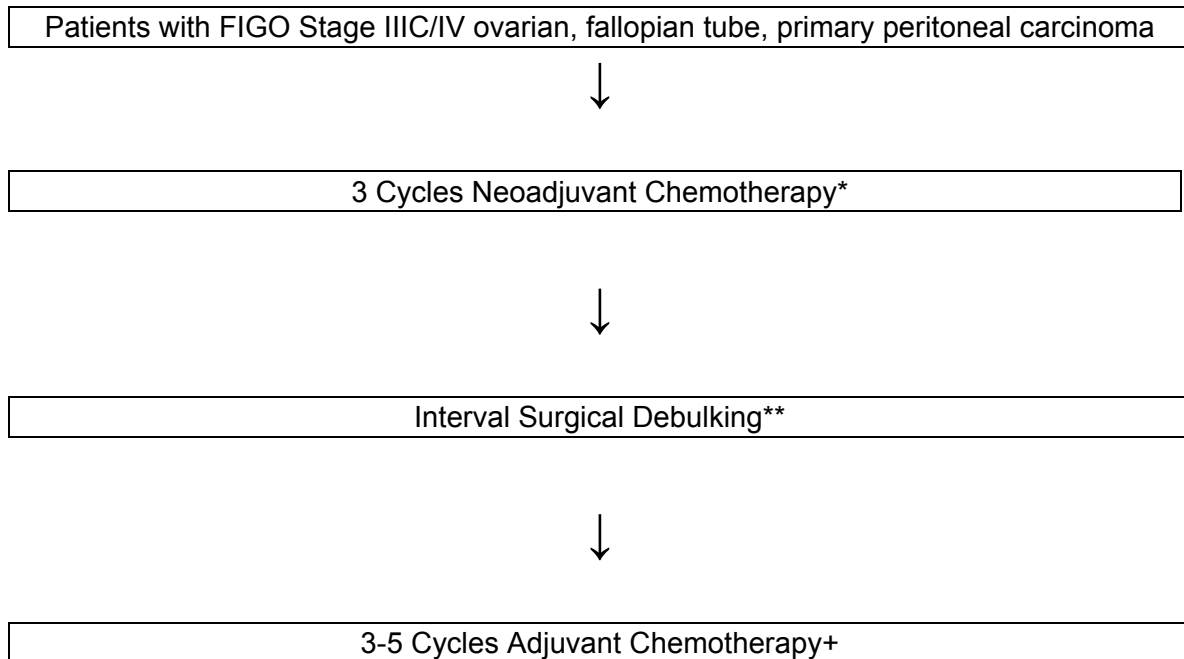 Patients with FIGO Stage IIIC/IV ovarian, fallopian tube, primary peritoneal carcinoma
3 Cycles Neoadjuvant Chemotherapy*
Interval Surgical Debulking**
3-5 Cycles Adjuvant Chemotherapy+